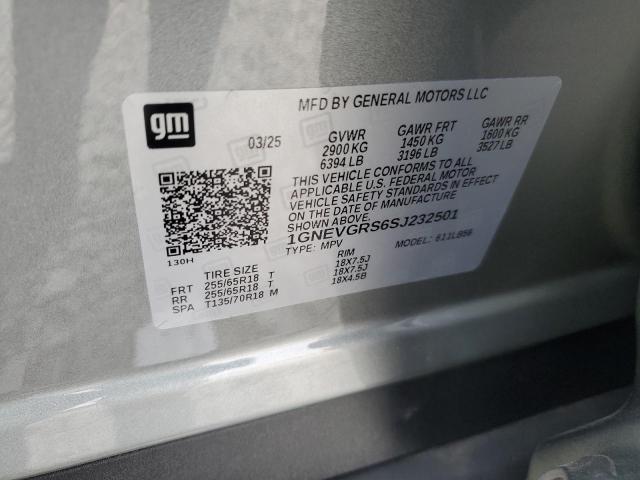 gm
MFD BY GENERAL MOTORS LLC
03/25
GVWR GAWR FRT GAWR RR
2900 KG 1450 KG 1600 KG
6394 LB 3196 LB 3527 LB
THIS VEHICLE CONFORMS TO ALL
APPLICABLE U.S. FEDERAL MOTOR
VEHICLE SAFETY STANDARDS IN EFFECT
ON THE DATE OF MANUFACTURE
SHOWN ABOVE.
1GNEVGRS6SJ232501
TYPE: MPV MODEL: 611LB56
130H
TIRE SIZE RIM
FRT 255/65R18 T 18X7.5J
RR 255/65R18 T 18X7.5J
SPA T135/70R18 M 18X4.5B